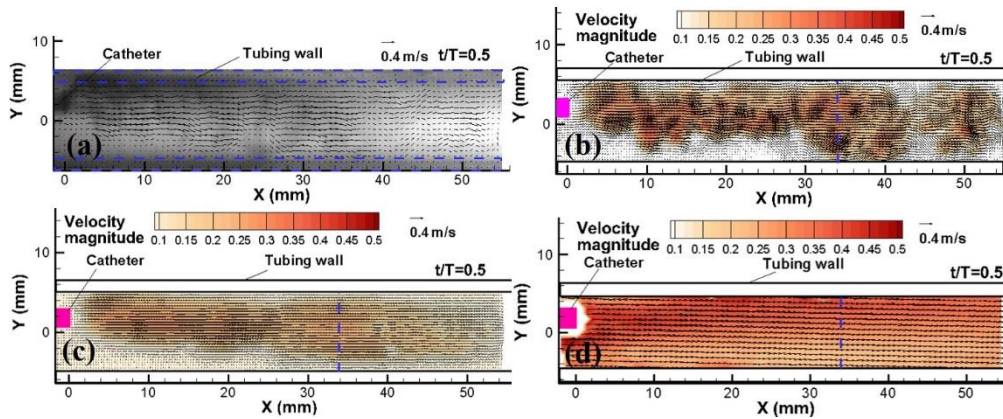 10
Catheter
Tubing wall
0.4 m/s
t/T=0.5
Y (mm)
0
(a)
0 10 20 30 40 50
X (mm)
Velocity
magnitude
0.1 0.15 0.2 0.25 0.3 0.35 0.4 0.45 0.5
0.4 m/s
10
Catheter
Tubing wall
t/T=0.5
Y (mm)
0
(b)
0 10 20 30 40 50
X (mm)
Velocity
magnitude
0.1 0.15 0.2 0.25 0.3 0.35 0.4 0.45 0.5
0.4 m/s
10
Catheter
Tubing wall
t/T=0.5
Y (mm)
0
(c)
0 10 20 30 40 50
X (mm)
Velocity
magnitude
0.1 0.15 0.2 0.25 0.3 0.35 0.4 0.45 0.5
0.4 m/s
10
Catheter
Tubing wall
t/T=0.5
Y (mm)
0
(d)
0 10 20 30 40 50
X (mm)